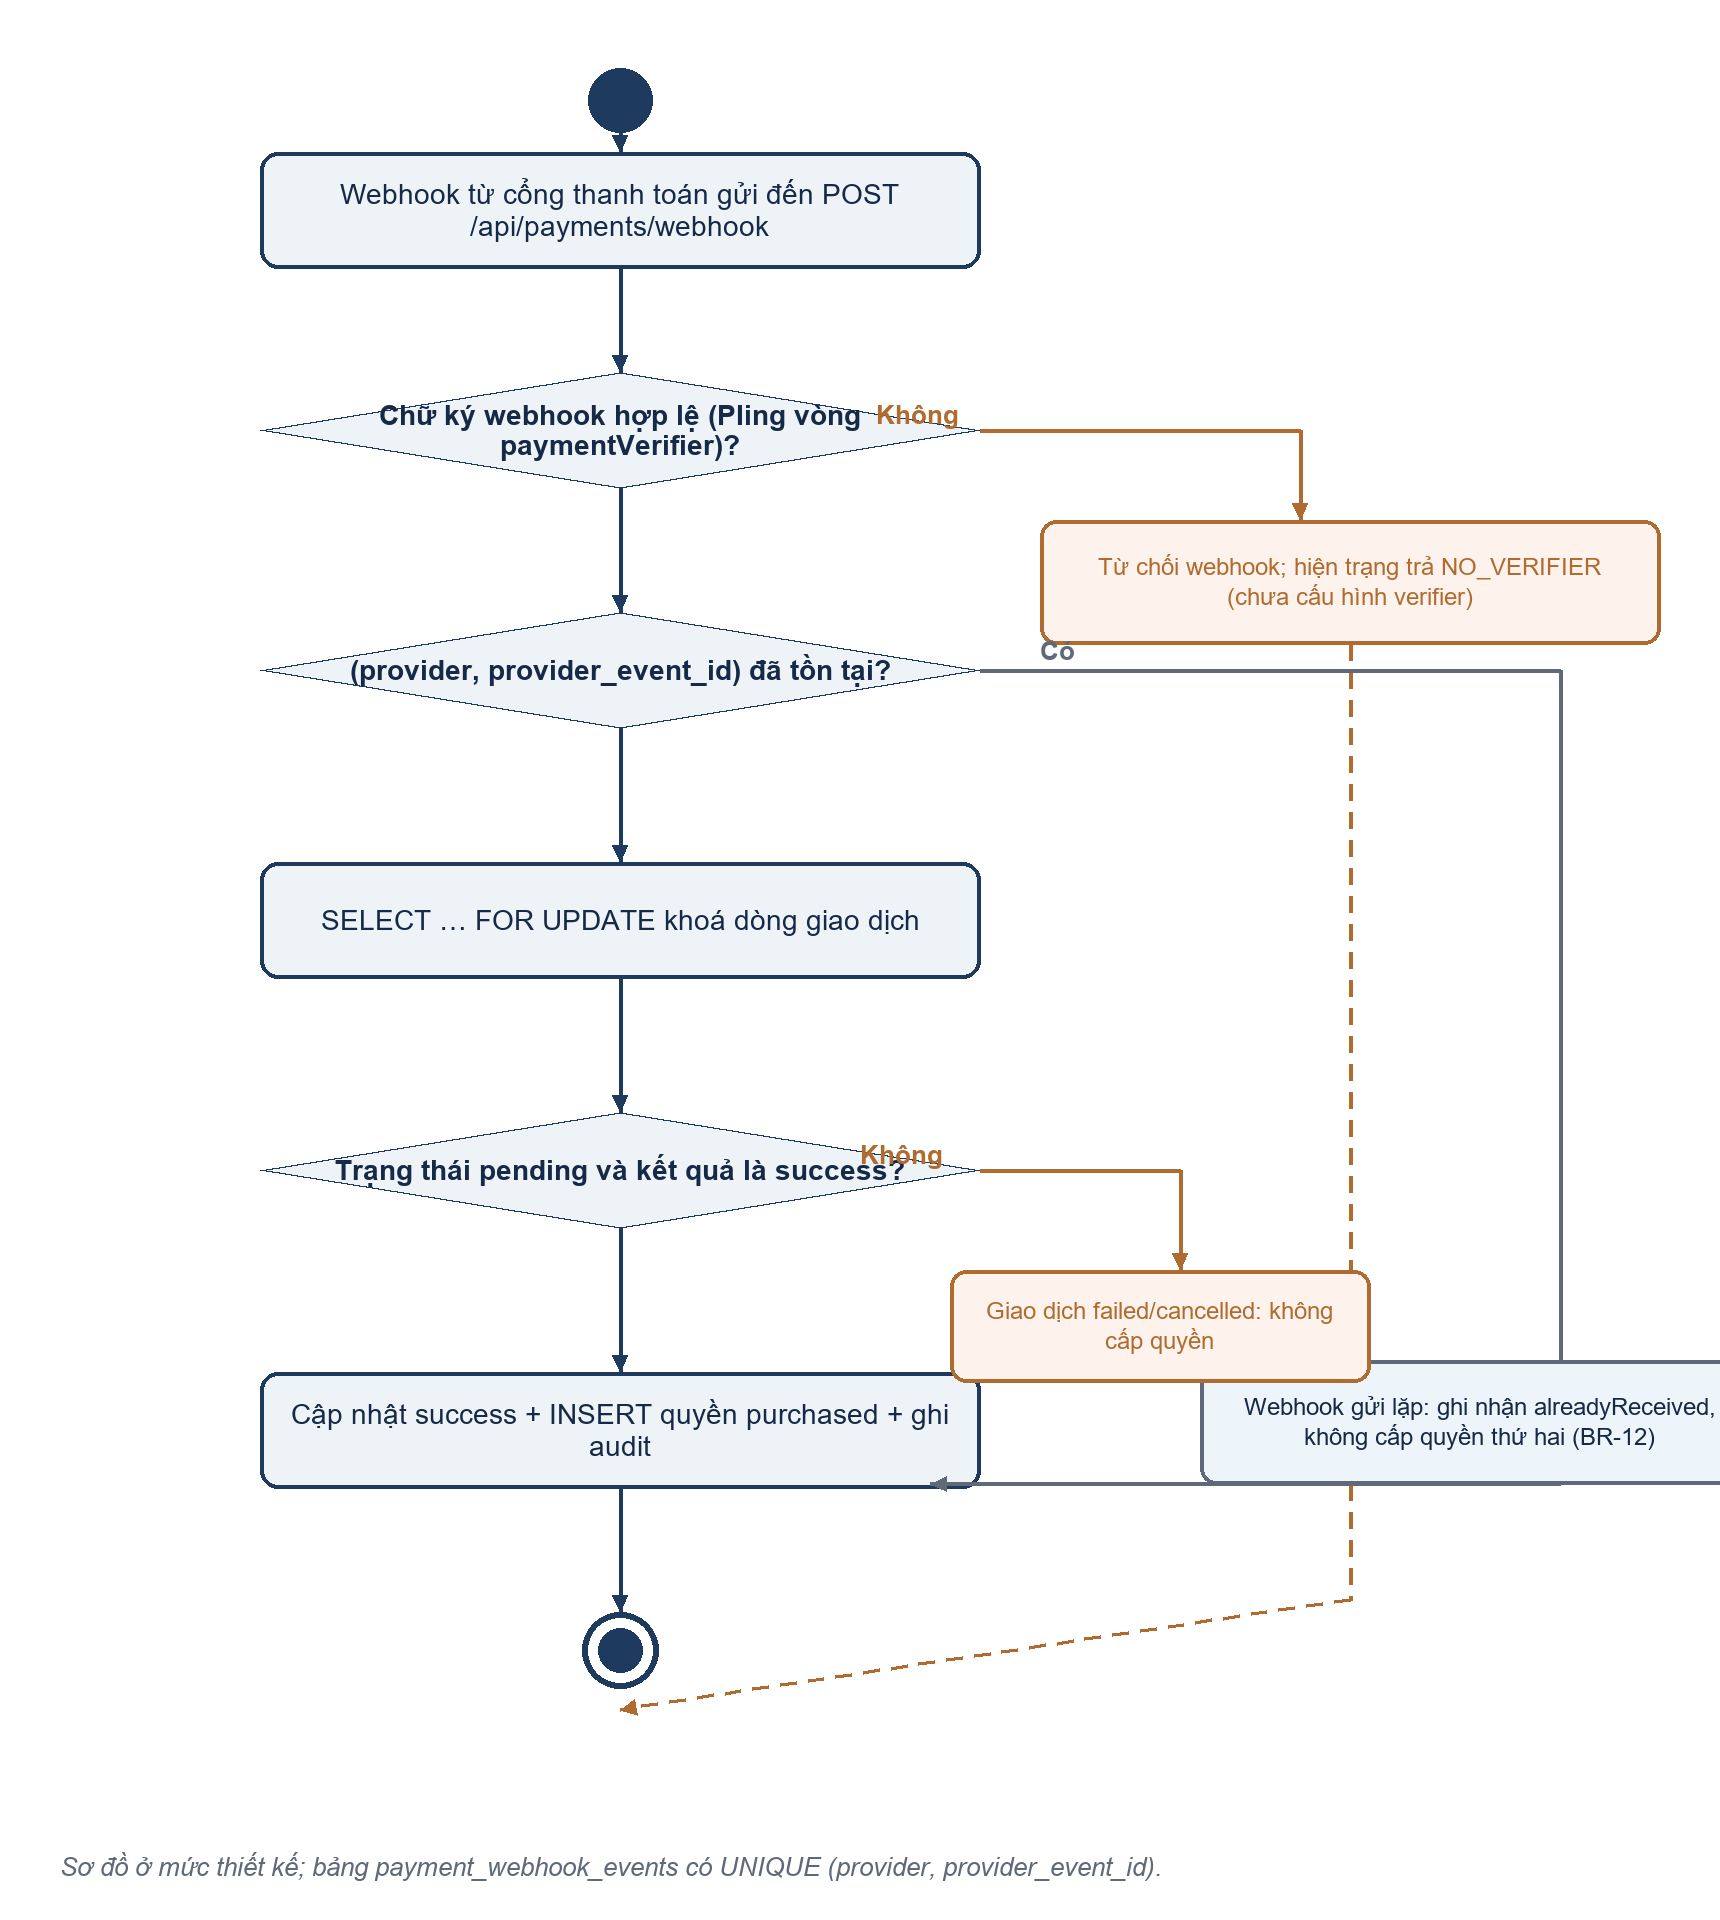 Webhook từ cổng thanh toán gửi đến POST
/api/payments/webhook
Chữ ký webhook hợp lệ (Pling vòng
paymentVerifier)?
Không
Từ chối webhook; hiện trạng trả NO_VERIFIER
(chưa cấu hình verifier)
Có
(provider, provider_event_id) đã tồn tại?
SELECT … FOR UPDATE khoá dòng giao dịch
Không
Trạng thái pending và kết quả là success?
Giao dịch failed/cancelled: không
cấp quyền
Cập nhật success + INSERT quyền purchased + ghi
audit
Webhook gửi lặp: ghi nhận alreadyReceived,
không cấp quyền thứ hai (BR-12)
Sơ đồ ở mức thiết kế; bảng payment_webhook_events có UNIQUE (provider, provider_event_id).